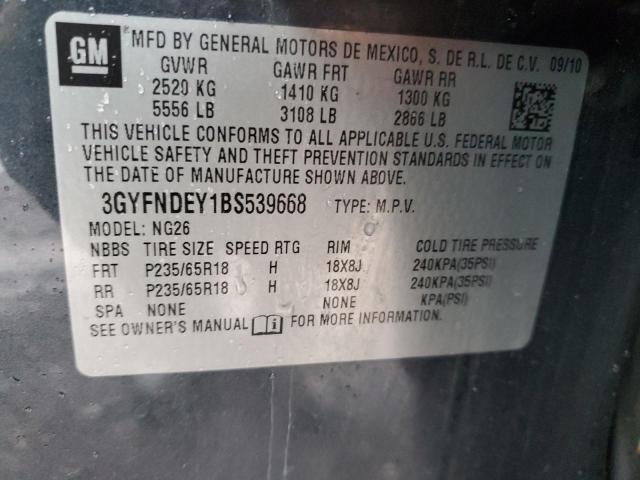 GM
MFD BY GENERAL MOTORS DE MEXICO, S. DE R.L. DE C.V. 09/10
GVWR GAWR FRT GAWR RR
2520 KG 1410 KG 1300 KG
5556 LB 3108 LB 2866 LB
THIS VEHICLE CONFORMS TO ALL APPLICABLE U.S. FEDERAL MOTOR
VEHICLE SAFETY AND THEFT PREVENTION STANDARDS IN EFFECT ON
THE DATE OF MANUFACTURE SHOWN ABOVE.
3GYFNDEY1BS539668 TYPE: M.P.V.
MODEL: NG26
NBBS TIRE SIZE SPEED RTG RIM COLD TIRE PRESSURE
FRT P235/65R18 H 18X8J 240KPA(35PSI)
RR P235/65R18 H 18X8J 240KPA(35PSI)
SPA NONE NONE KPA(PSI)
SEE OWNER'S MANUAL FOR MORE INFORMATION.